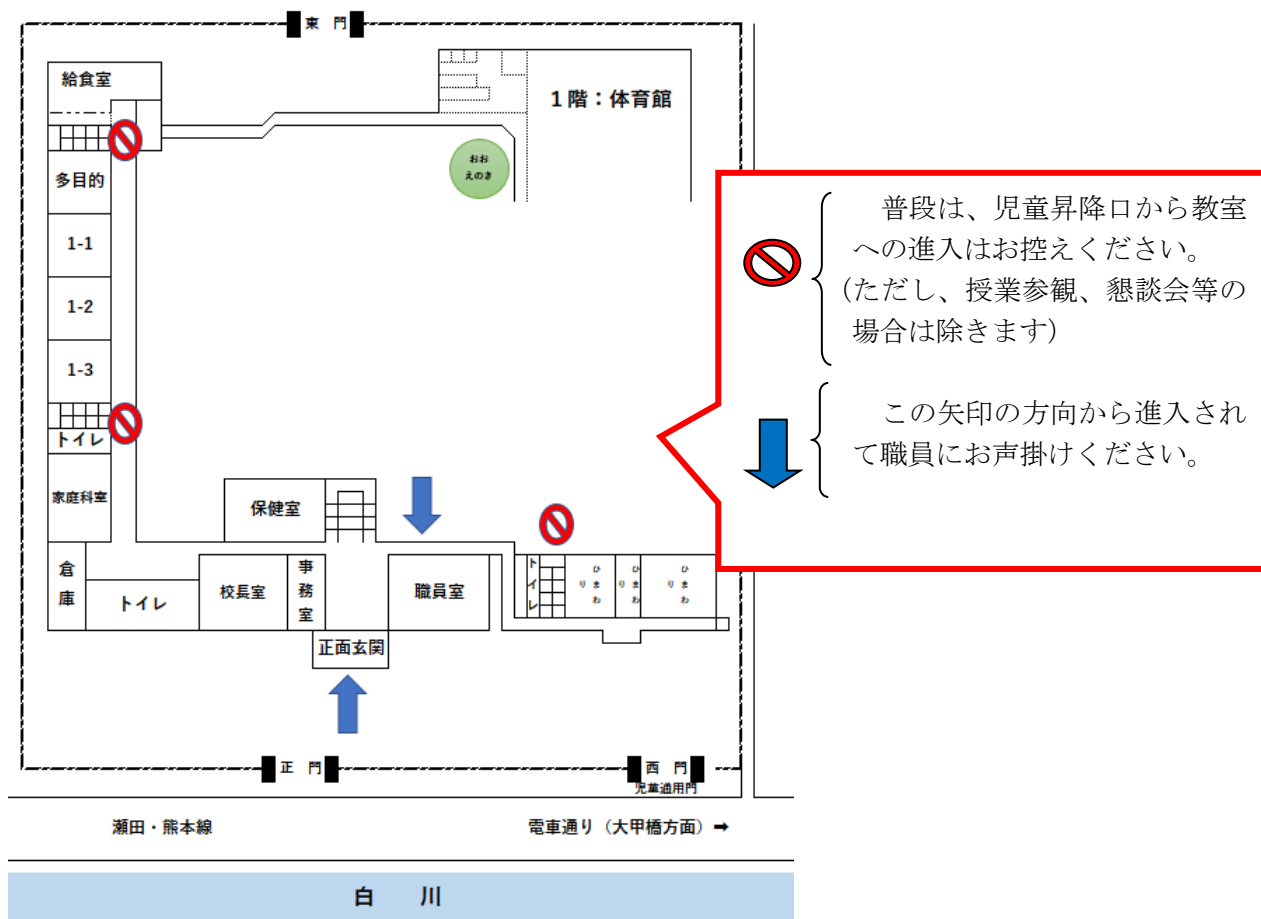 東 門
給食室
1階：体育館
おお
えのき
多目的
1-1
1-2
1-3
トイレ
家庭科室
保健室
倉庫
トイレ
校長室
事務室
職員室
トイレ
ひまわり
ひまわり
ひまわり
正面玄関
正 門
西 門
児童通用門
瀬田・熊本線
電車通り（大甲橋方面）➡
白 川
普段は、児童昇降口から教室
への進入はお控えください。
(ただし、授業参観、懇談会等の
場合は除きます)
この矢印の方向から進入され
て職員にお声掛けください。